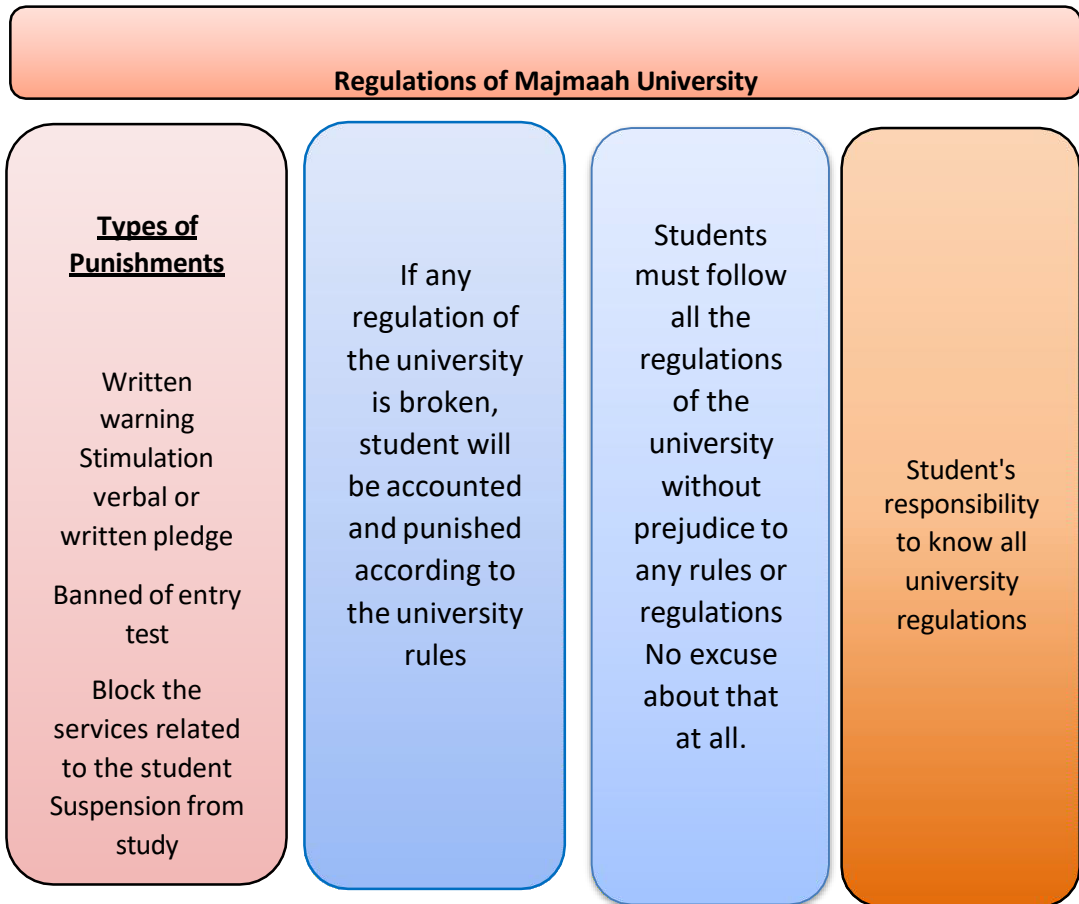 Regulations of Majmaah University
Types of
Punishments
Written
warning
Stimulation
verbal or
written pledge
Banned of entry
test
Block the
services related
to the student
Suspension from
study
If any
regulation of
the university
is broken,
student will
be accounted
and punished
according to
the university
rules
Students
must follow
all the
regulations
of the
university
without
prejudice to
any rules or
regulations
No excuse
about that
at all.
Student's
responsibility
to know all
university
regulations